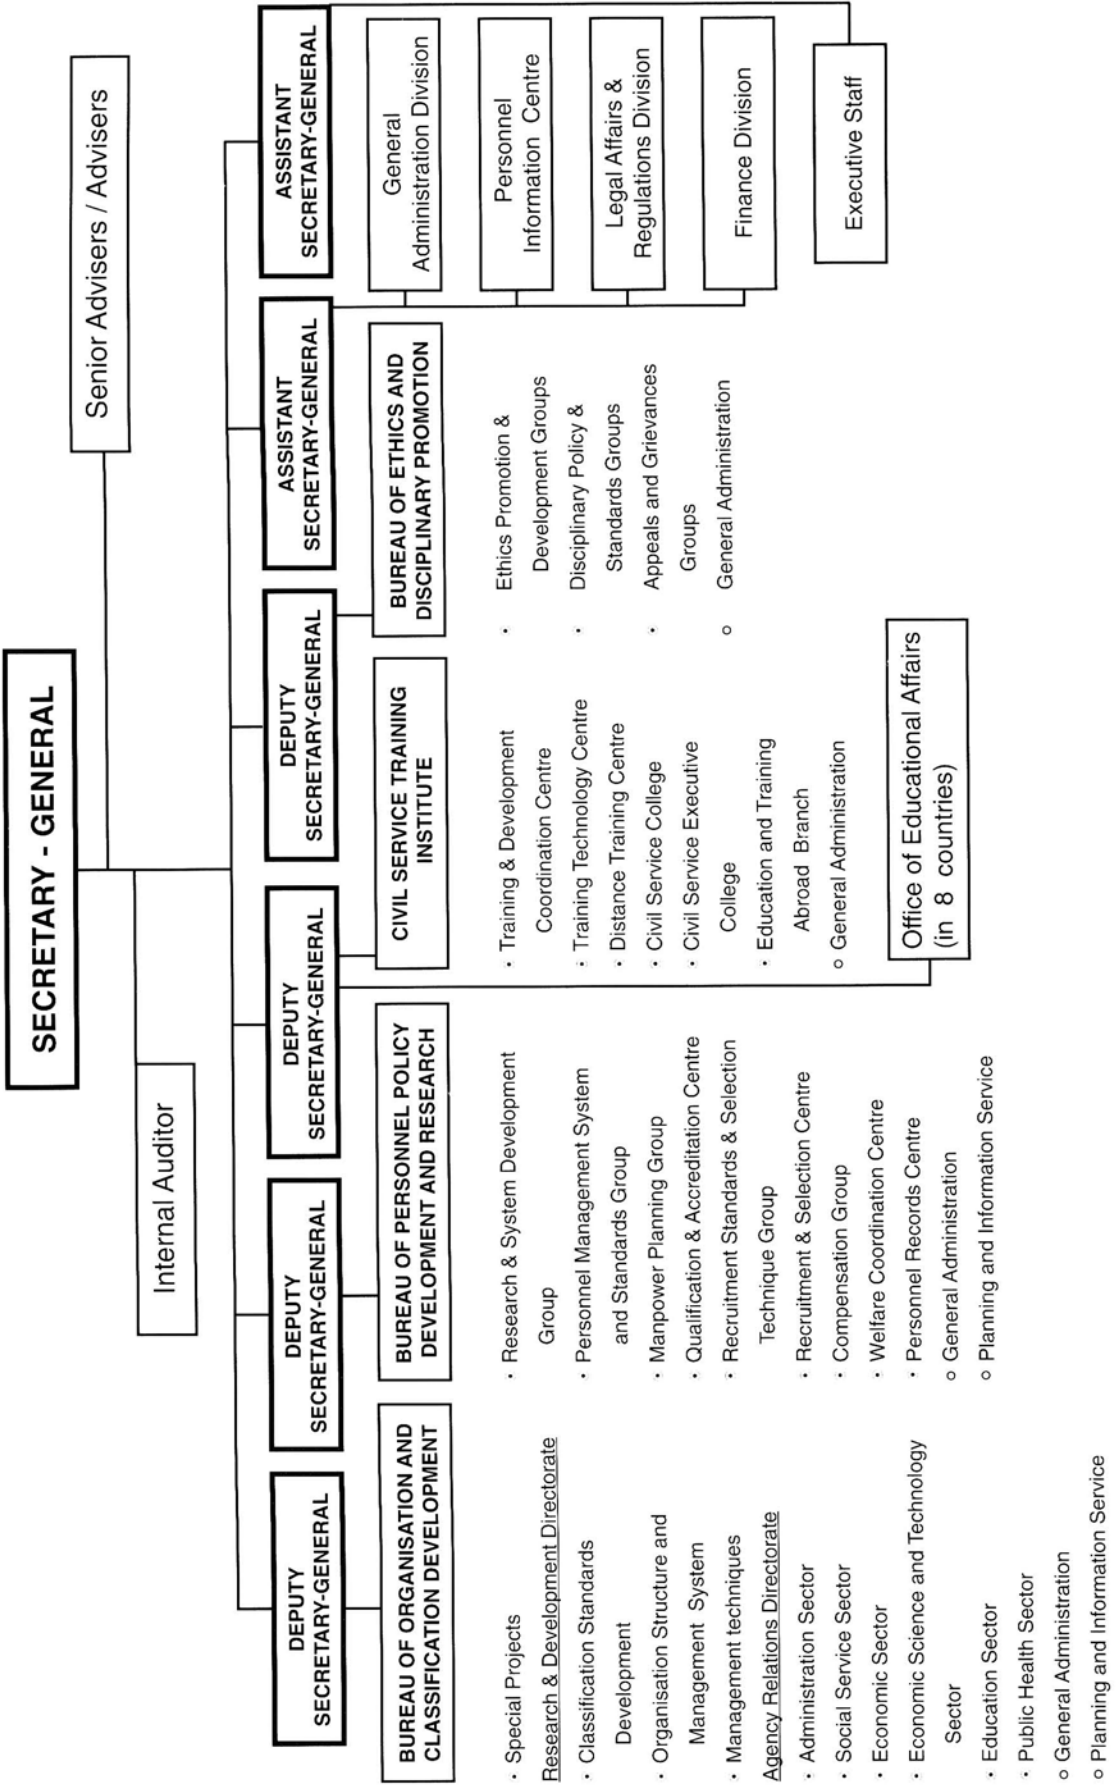 SECRETARY - GENERAL
Senior Advisers / Advisers
Internal Auditor
DEPUTY
SECRETARY-GENERAL
DEPUTY
SECRETARY-GENERAL
DEPUTY
SECRETARY-GENERAL
DEPUTY
SECRETARY-GENERAL
ASSISTANT
SECRETARY-GENERAL
ASSISTANT
SECRETARY-GENERAL
BUREAU OF ORGANISATION AND
CLASSIFICATION DEVELOPMENT
• Special Projects
Research & Development Directorate
• Classification Standards
Development
• Organisation Structure and
Management System
• Management techniques
Agency Relations Directorate
• Administration Sector
• Social Service Sector
• Economic Sector
• Economic Science and Technology
Sector
• Education Sector
• Public Health Sector
o General Administration
o Planning and Information Service
BUREAU OF PERSONNEL POLICY
DEVELOPMENT AND RESEARCH
• Research & System Development
Group
• Personnel Management System
and Standards Group
• Manpower Planning Group
• Qualification & Accreditation Centre
• Recruitment Standards & Selection
Technique Group
• Recruitment & Selection Centre
• Compensation Group
• Welfare Coordination Centre
• Personnel Records Centre
o General Administration
o Planning and Information Service
CIVIL SERVICE TRAINING
INSTITUTE
• Training & Development
Coordination Centre
• Training Technology Centre
• Distance Training Centre
• Civil Service College
• Civil Service Executive
College
• Education and Training
Abroad Branch
o General Administration
Office of Educational Affairs
(in 8 countries)
BUREAU OF ETHICS AND
DISCIPLINARY PROMOTION
• Ethics Promotion &
Development Groups
• Disciplinary Policy &
Standards Groups
• Appeals and Grievances
Groups
o General Administration
General
Administration Division
Personnel
Information Centre
Legal Affairs &
Regulations Division
Finance Division
Executive Staff